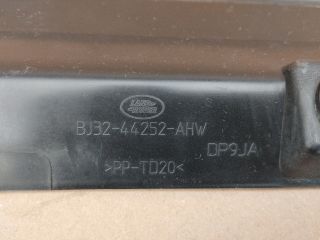 LAND
ROVER
BJ32-44252-AHW
DP9JA
>PP-TD20<